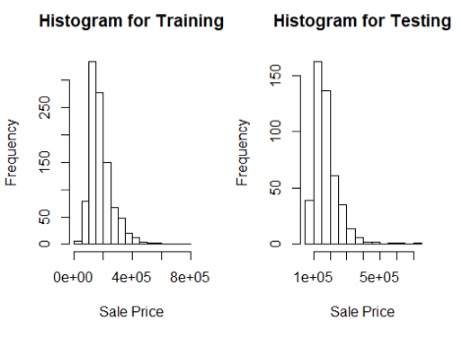 Histogram for Training
Frequency
0 50 150 250
0e+00 4e+05 8e+05
Sale Price
Histogram for Testing
Frequency
0 50 100 150
1e+05 5e+05
Sale Price